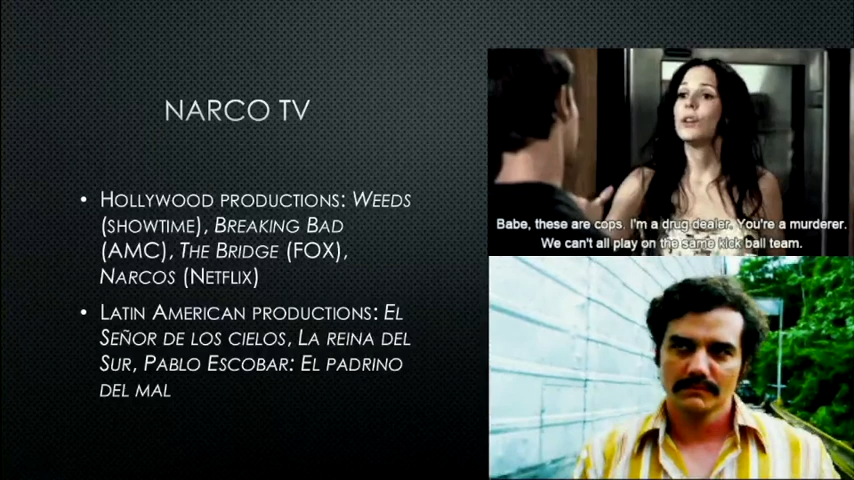 NARCO TV
• HOLLYWOOD PRODUCTIONS: WEEDS
(SHOWTIME), BREAKING BAD
(AMC), THE BRIDGE (FOX),
NARCOS (NETFLIX)
• LATIN AMERICAN PRODUCTIONS: EL
SEÑOR DE LOS CIELOS, LA REINA DEL
SUR, PABLO ESCOBAR: EL PADRINO
DEL MAL
Babe, these are cops. I'm a drug dealer. You're a murderer.
We can't all play on the same kick ball team.